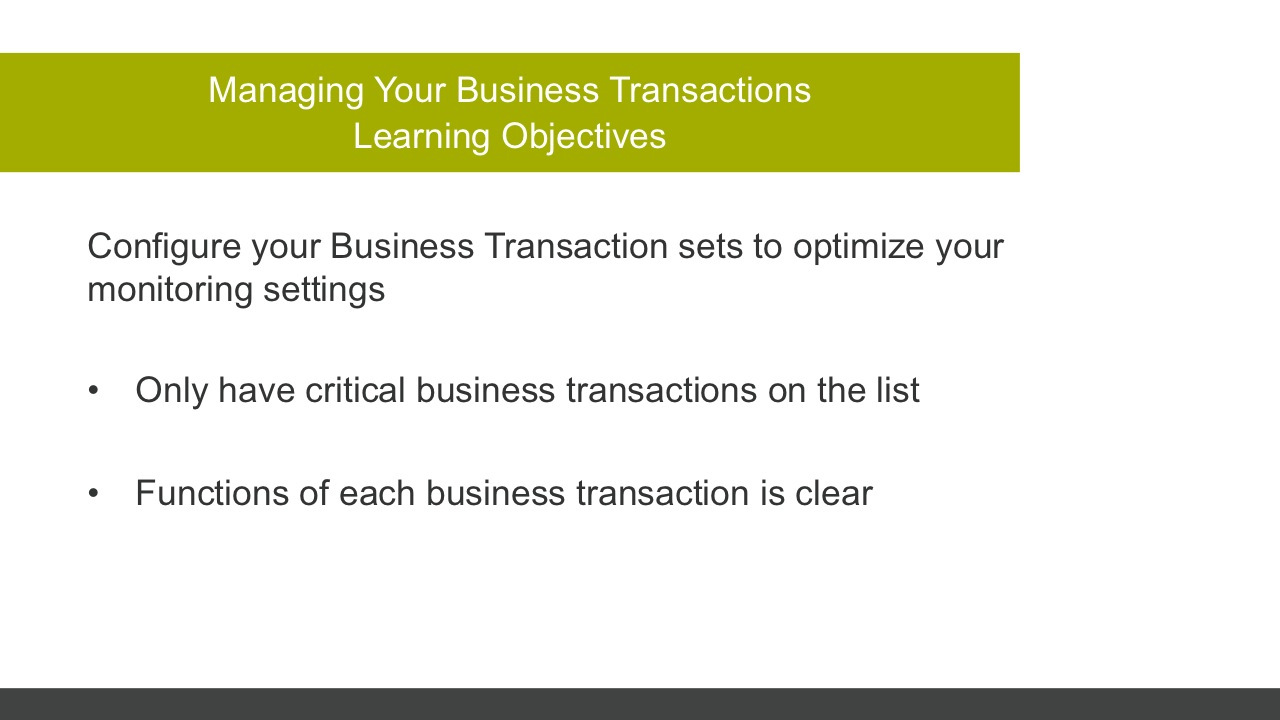 Managing Your Business Transactions
Learning Objectives
Configure your Business Transaction sets to optimize your
monitoring settings
• Only have critical business transactions on the list
• Functions of each business transaction is clear